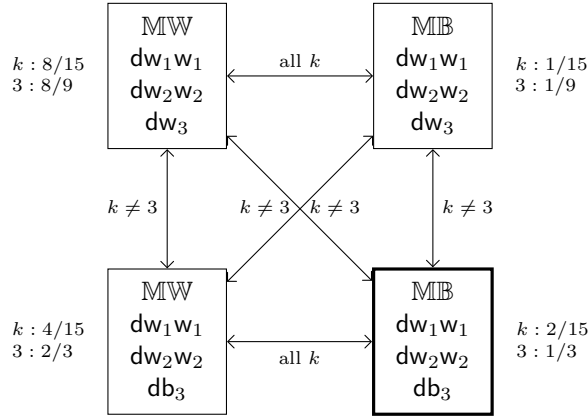 k : 8/15
3 : 8/9
𝕄𝕎
dw₁w₁
dw₂w₂
dw₃
all k
𝕄𝔹
dw₁w₁
dw₂w₂
dw₃
k : 1/15
3 : 1/9
k ≠ 3
k ≠ 3
k ≠ 3
k ≠ 3
k : 4/15
3 : 2/3
𝕄𝕎
dw₁w₁
dw₂w₂
db₃
all k
𝕄𝔹
dw₁w₁
dw₂w₂
db₃
k : 2/15
3 : 1/3